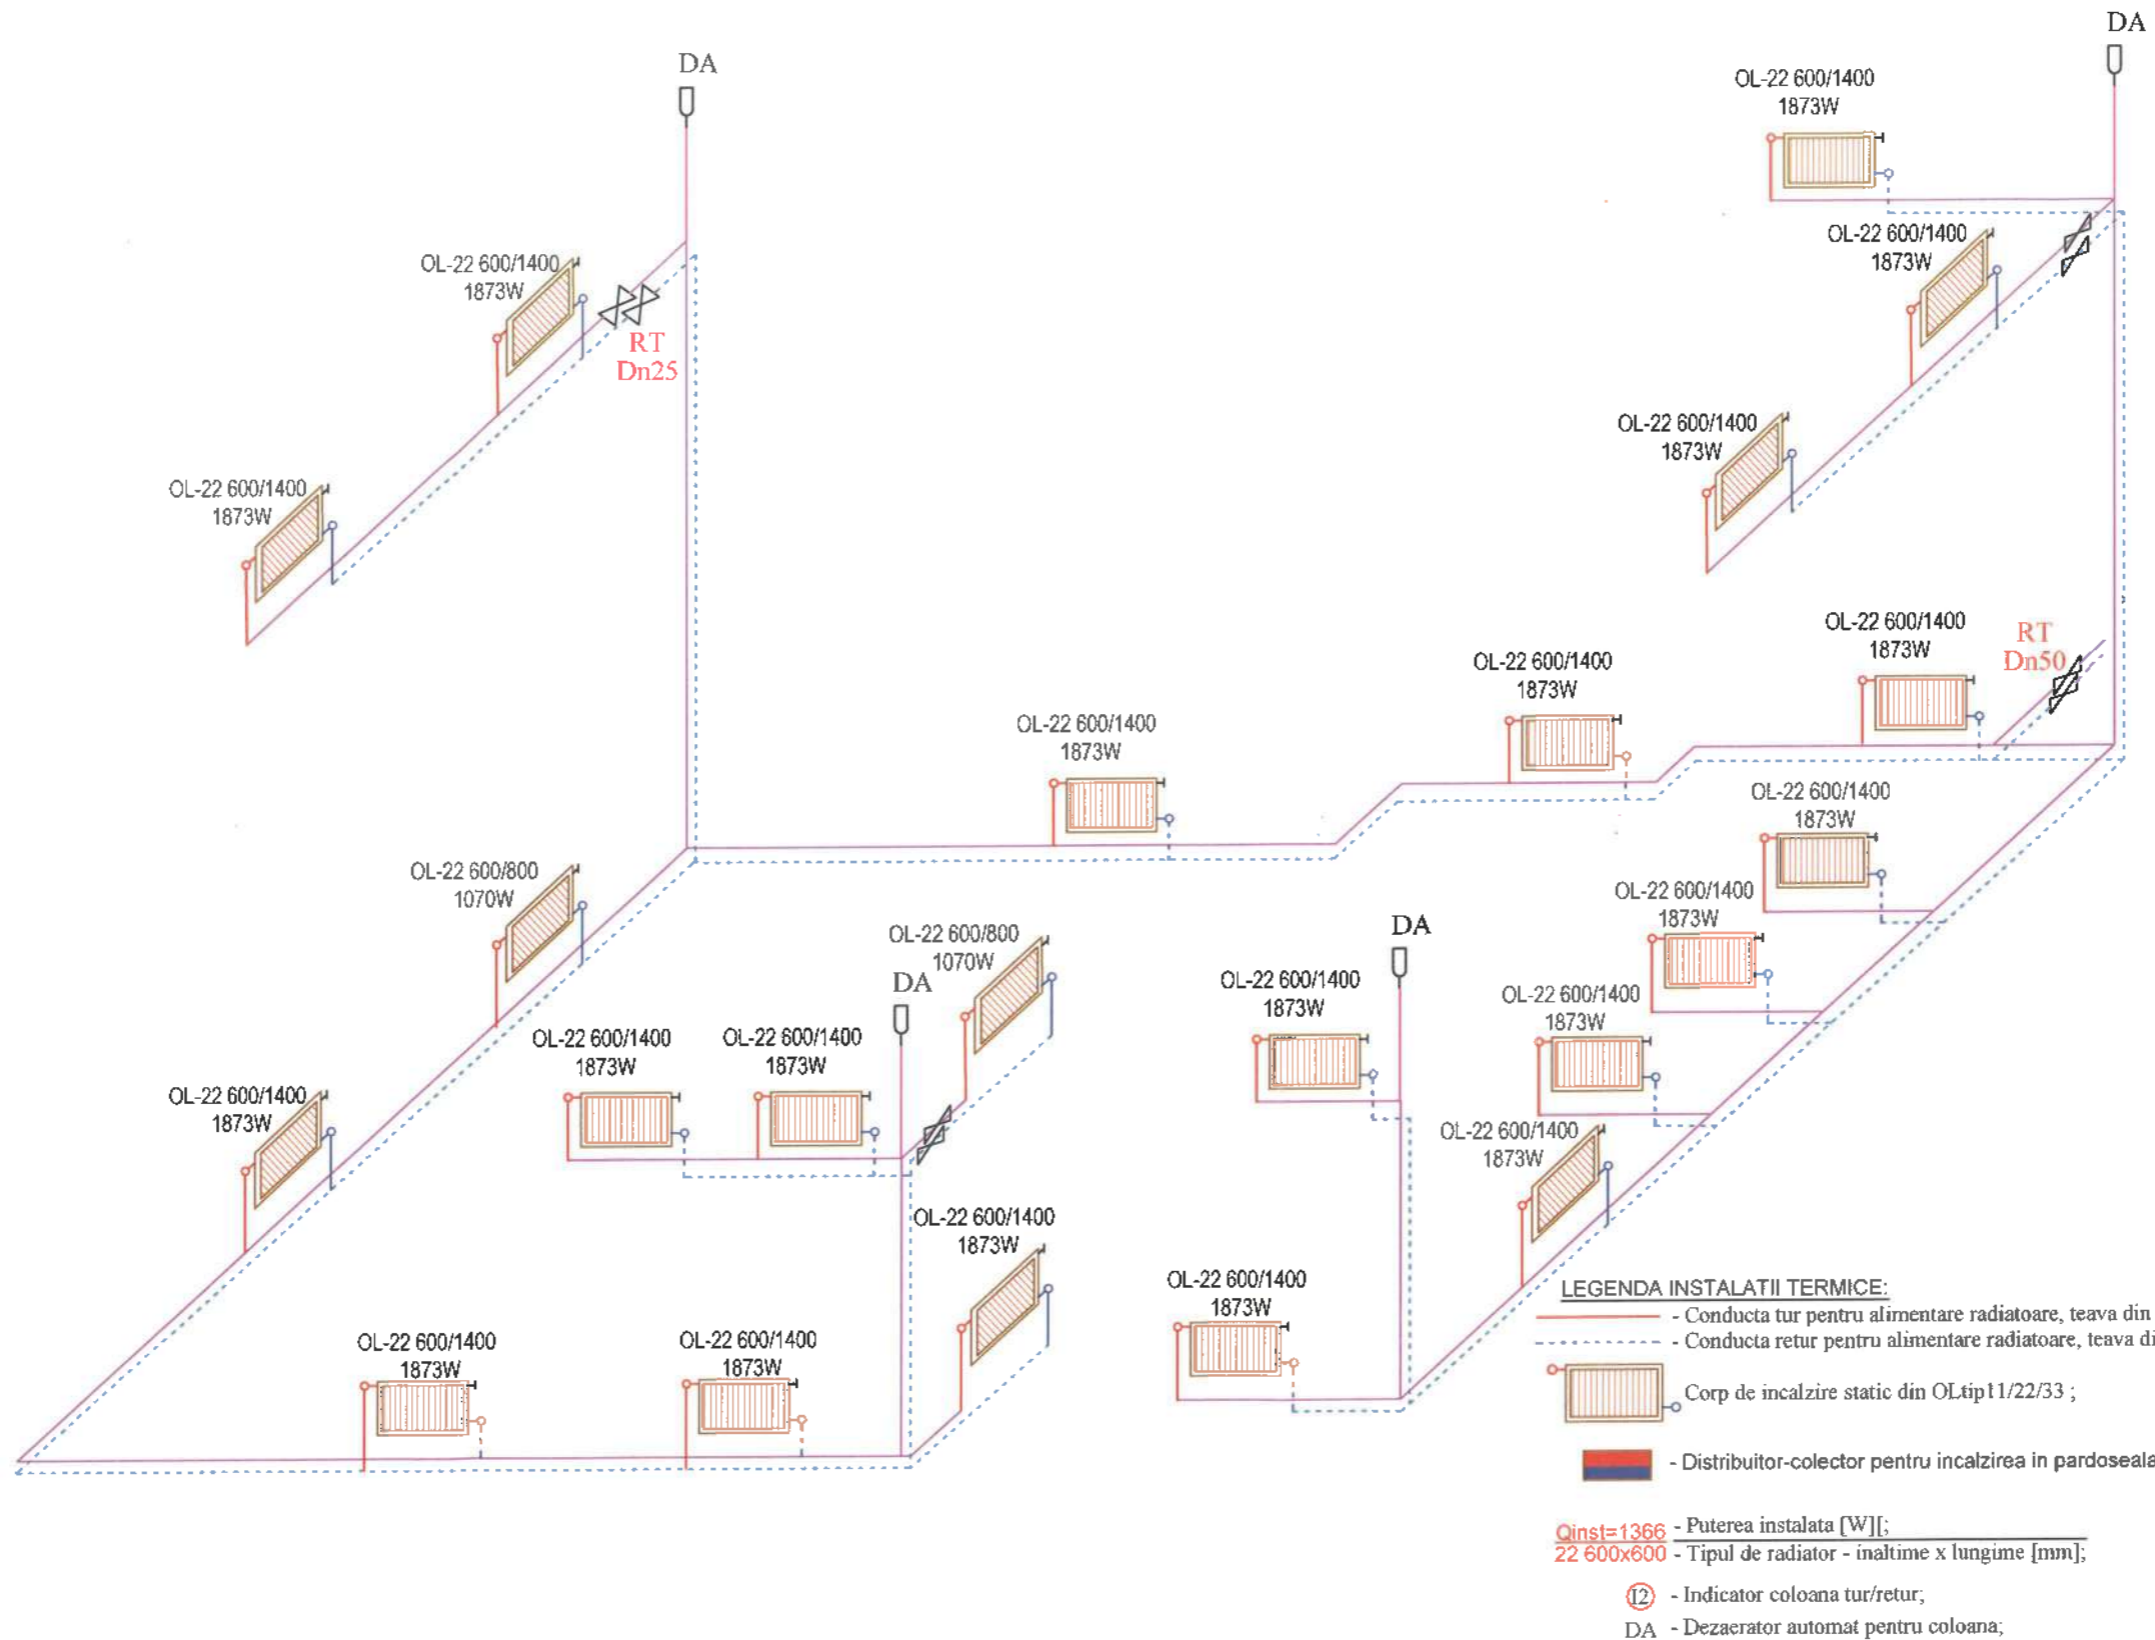 DA
DA
OL-22 600/1400
1873W
OL-22 600/1400
1873W
OL-22 600/1400
1873W
RT
Dn25
OL-22 600/1400
1873W
OL-22 600/1400
1873W
OL-22 600/1400
1873W
RT
Dn50
OL-22 600/1400
1873W
OL-22 600/1400
1873W
OL-22 600/1400
1873W
OL-22 600/800
1070W
OL-22 600/1400
1873W
DA
OL-22 600/800
1070W
DA
OL-22 600/1400
1873W
OL-22 600/1400
1873W
OL-22 600/1400
1873W
OL-22 600/1400
1873W
OL-22 600/1400
1873W
OL-22 600/1400
1873W
OL-22 600/1400
1873W
OL-22 600/1400
1873W
OL-22 600/1400
1873W
OL-22 600/1400
1873W
OL-22 600/1400
1873W
LEGENDA INSTALATII TERMICE:
- Conducta tur pentru alimentare radiatoare, teava din
- Conducta retur pentru alimentare radiatoare, teava di
Corp de incalzire static din OLtip11/22/33 ;
- Distribuitor-colector pentru incalzirea in pardoseala
Qinst=1366 - Puterea instalata [W][;
22 600x600 - Tipul de radiator - inaltime x lungime [mm];
I2 - Indicator coloana tur/retur;
DA - Dezaerator automat pentru coloana;